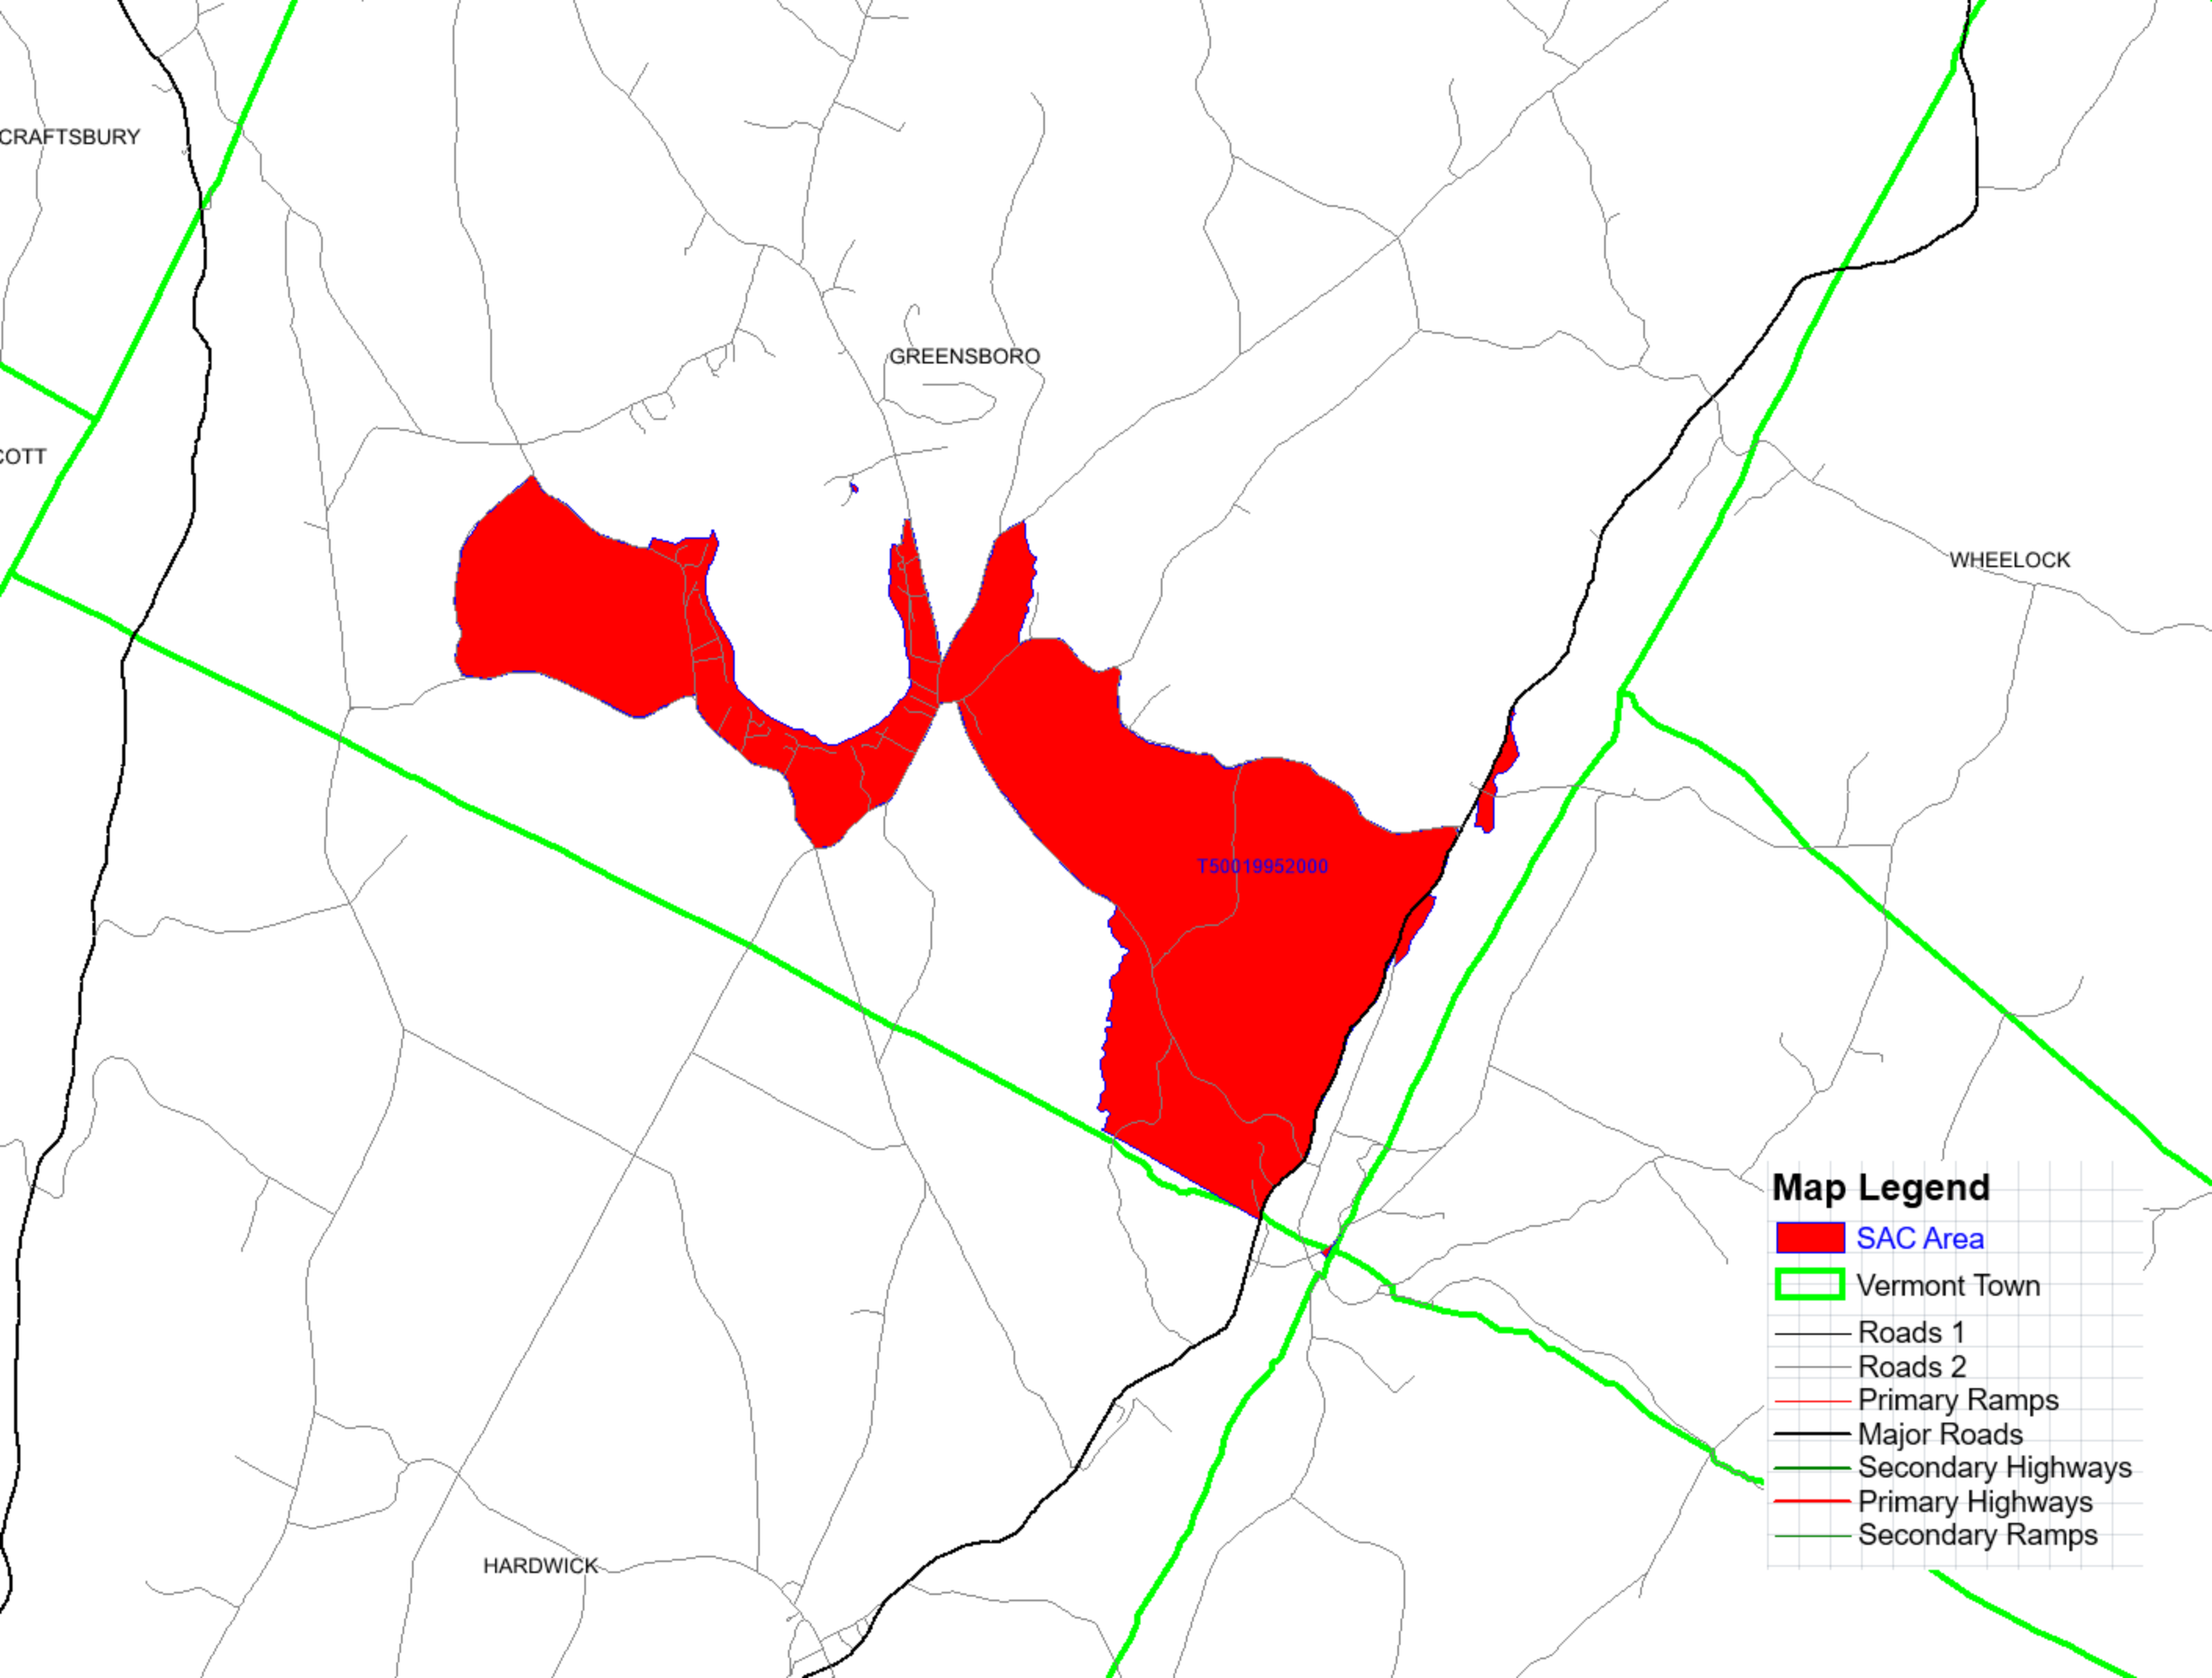 CRAFTSBURY
GREENSBORO
COTT
WHEELOCK
T50019952000
HARDWICK
Map Legend
SAC Area
Vermont Town
Roads 1
Roads 2
Primary Ramps
Major Roads
Secondary Highways
Primary Highways
Secondary Ramps